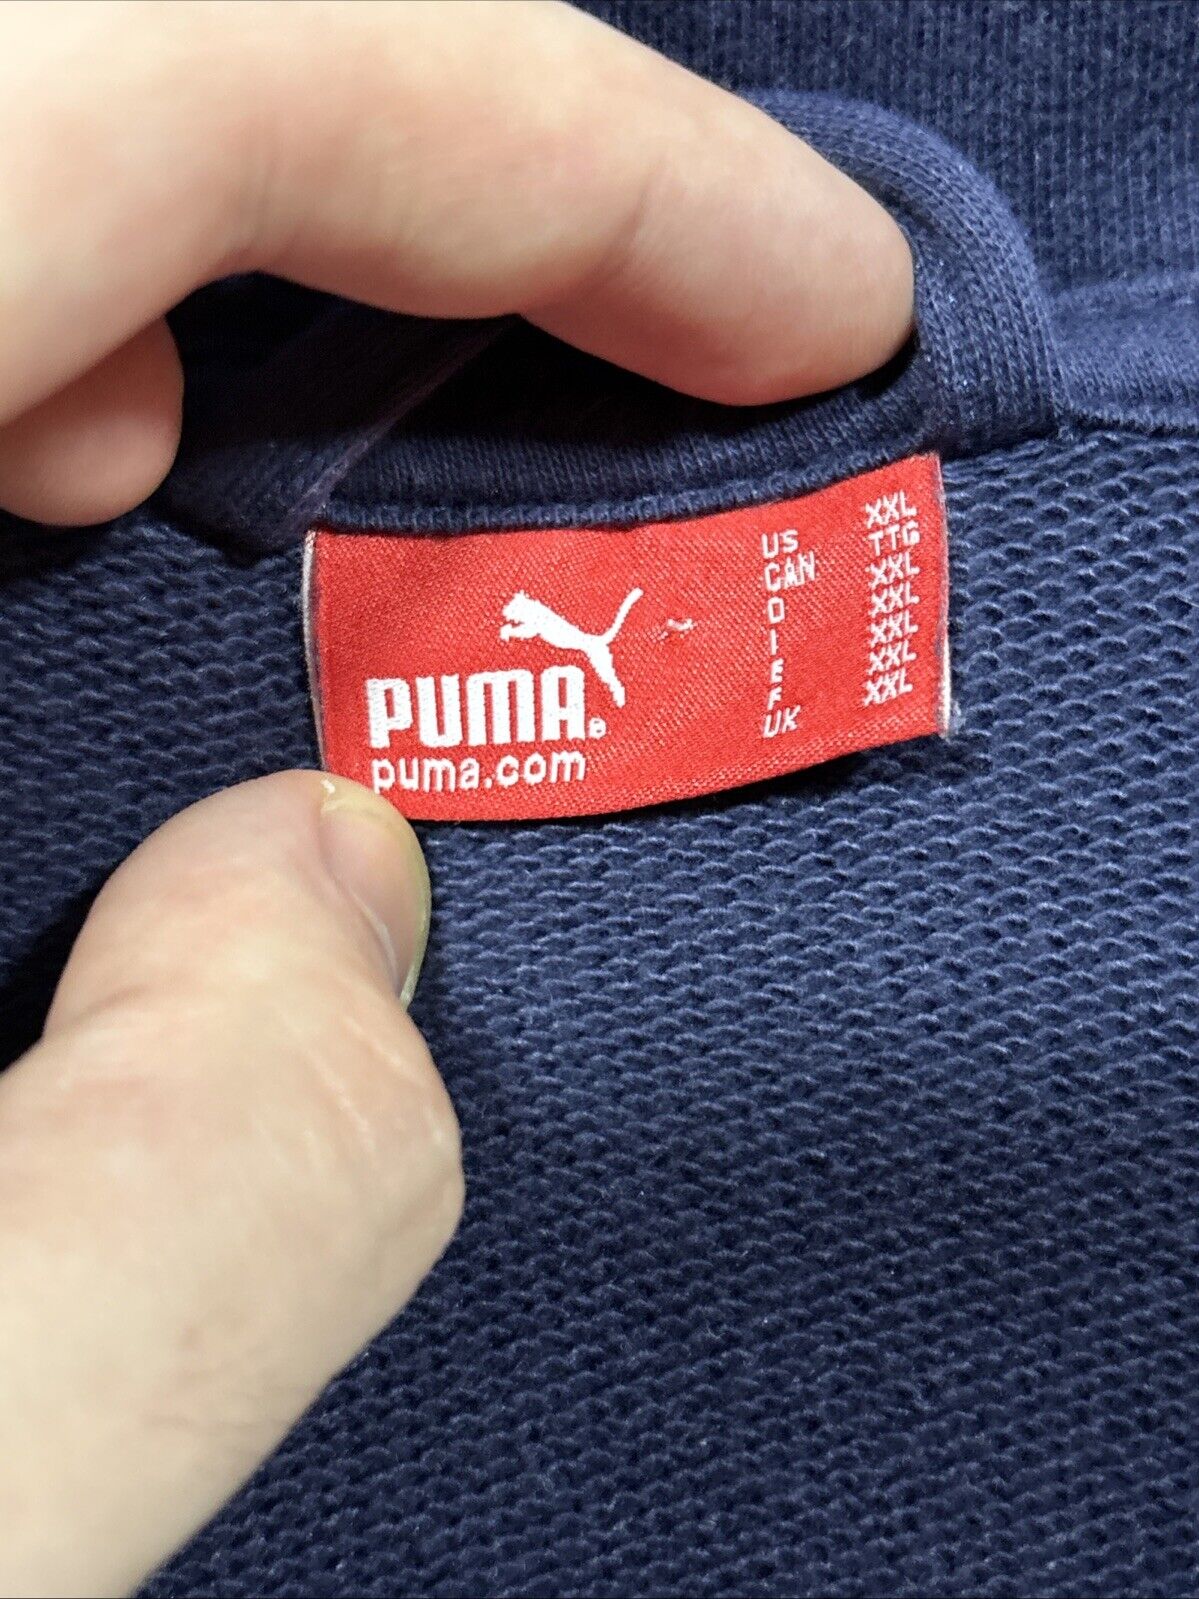 PUMA®
puma.com
US XXL
CAN TTG
D XXL
I XXL
E XXL
F XXL
UK XXL